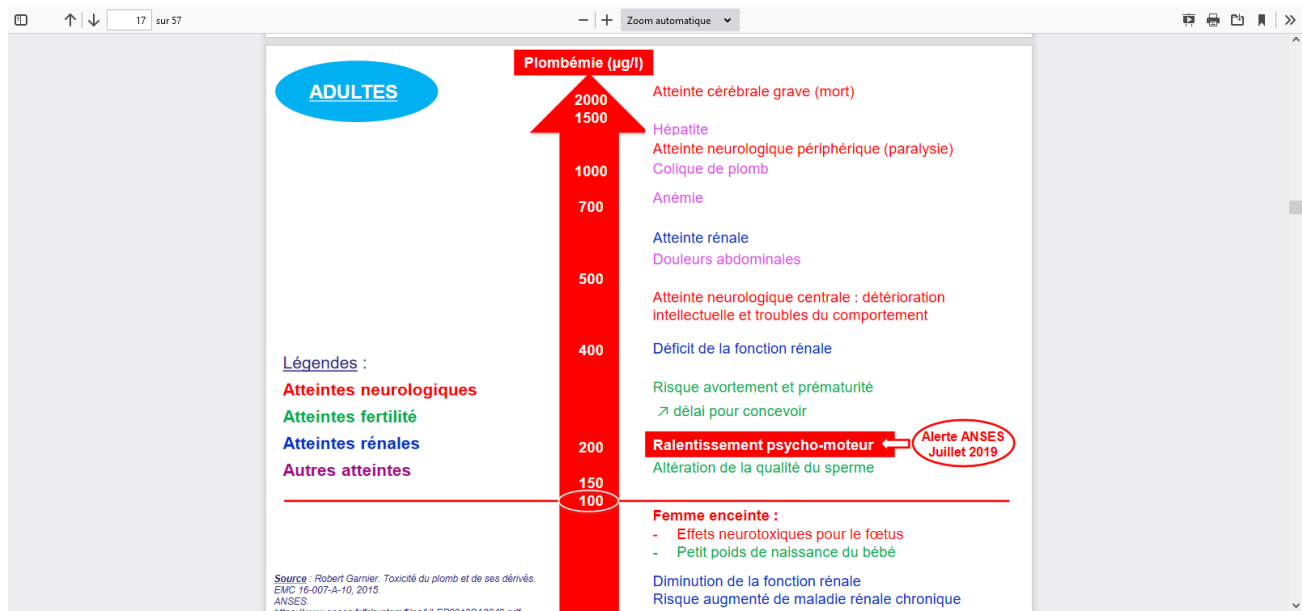 17 sur 57
Zoom automatique
ADULTES
Plombémie (µg/l)
2000
Atteinte cérébrale grave (mort)
1500
Hépatite
Atteinte neurologique périphérique (paralysie)
1000
Colique de plomb
Anémie
700
Atteinte rénale
Douleurs abdominales
500
Atteinte neurologique centrale : détérioration
intellectuelle et troubles du comportement
400
Déficit de la fonction rénale
Légendes :
Atteintes neurologiques
Atteintes fertilité
Atteintes rénales
Autres atteintes
Risque avortement et prématurité
↗ délai pour concevoir
200
Ralentissement psycho-moteur
Alerte ANSES
Juillet 2019
Altération de la qualité du sperme
150
100
Femme enceinte :
- Effets neurotoxiques pour le fœtus
- Petit poids de naissance du bébé
Diminution de la fonction rénale
Risque augmenté de maladie rénale chronique
Source : Robert Garnier. Toxicité du plomb et de ses dérivés.
EMC 16-007-A-10, 2015.
ANSES.